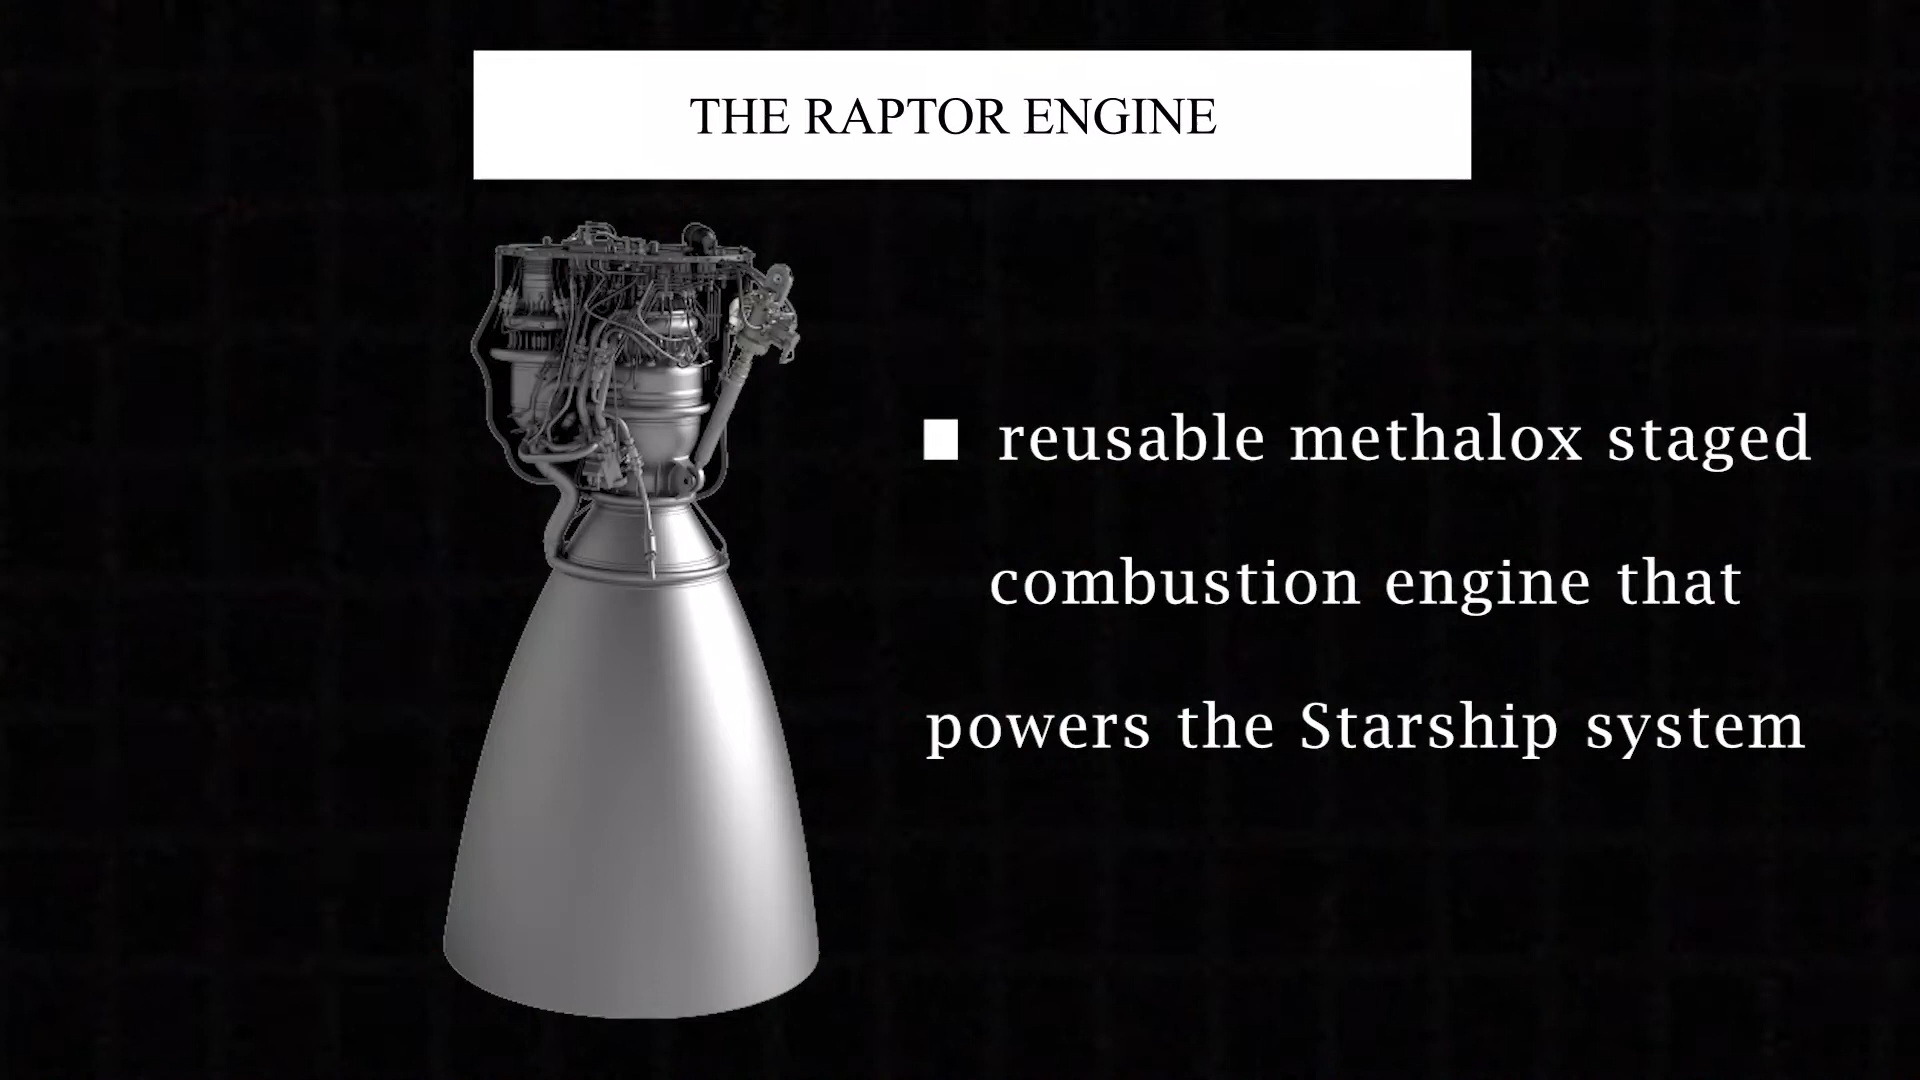 THE RAPTOR ENGINE
■ reusable methalox staged
combustion engine that
powers the Starship system